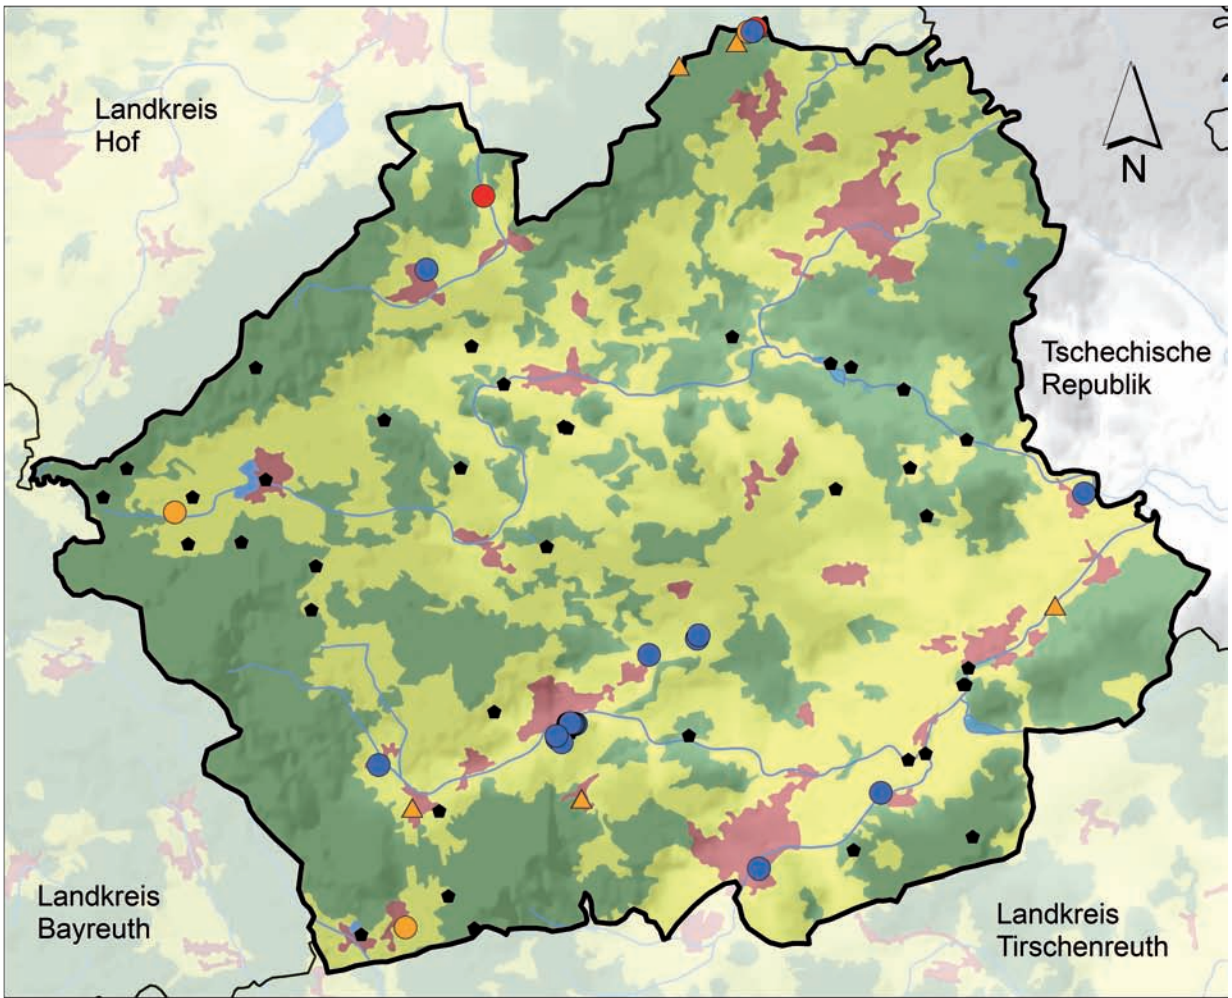 Landkreis
Hof
N
Tschechische
Republik
Landkreis
Bayreuth
Landkreis
Tirschenreuth